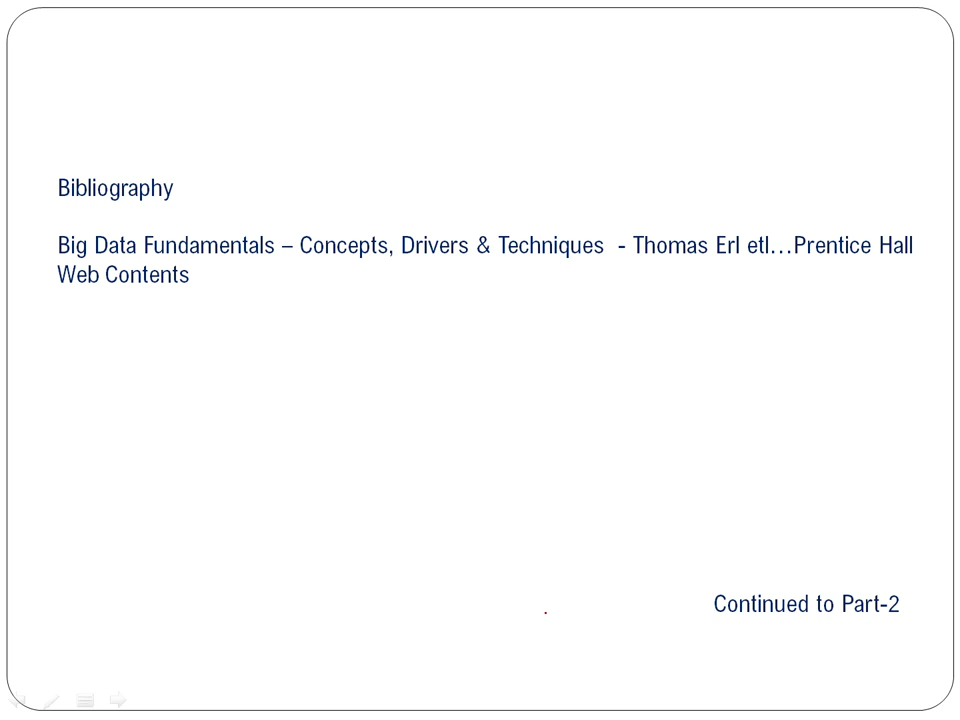 Bibliography
Big Data Fundamentals – Concepts, Drivers & Techniques - Thomas Erl etl…Prentice Hall
Web Contents
Continued to Part-2